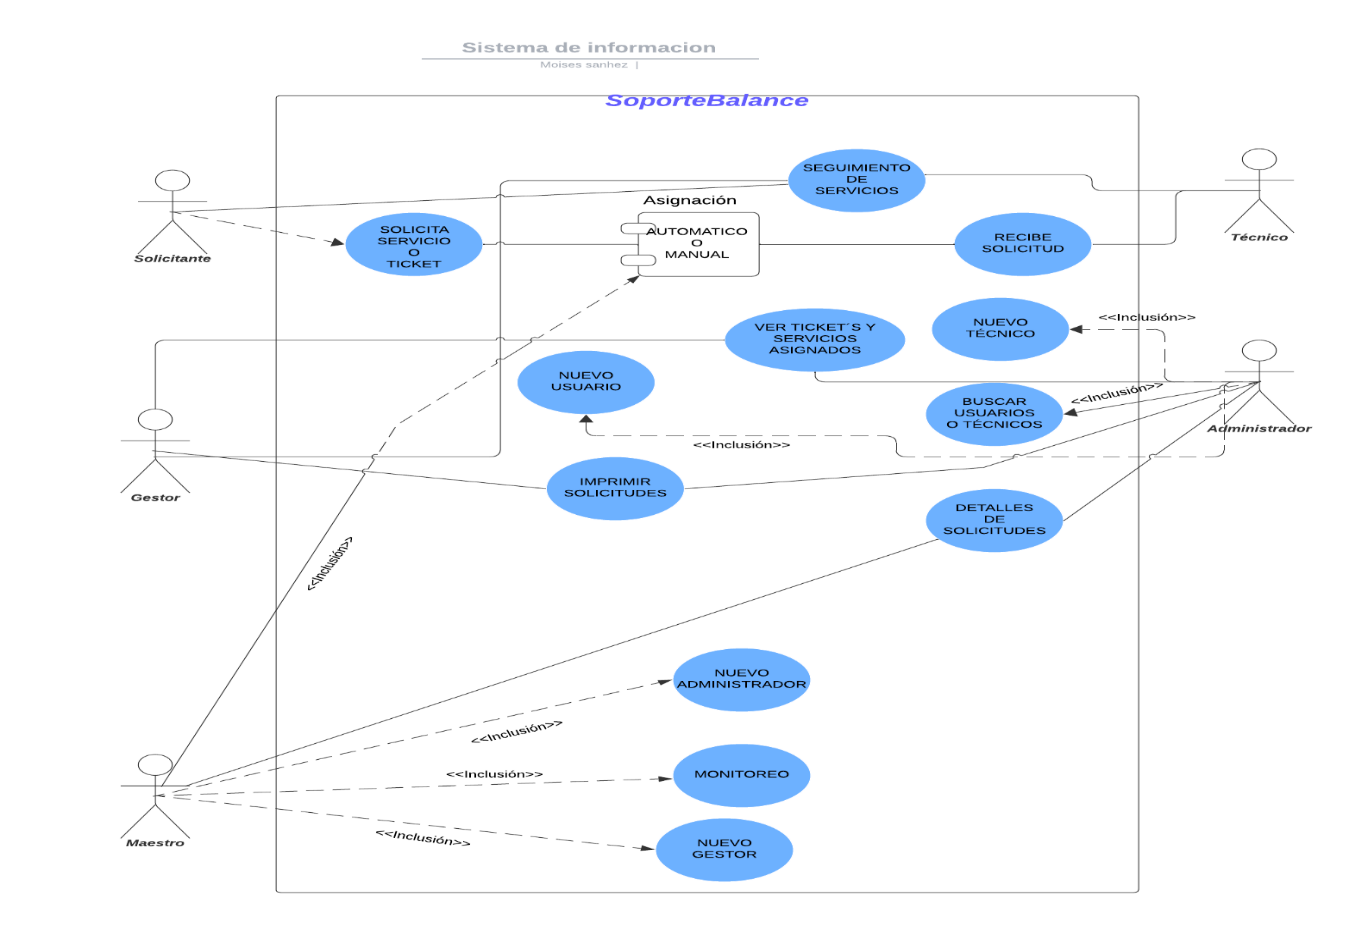 Sistema de informacion
Moises sanhez |
SoporteBalance
SEGUIMIENTO
DE
SERVICIOS
Asignación
SOLICITA
SERVICIO
O
TICKET
AUTOMATICO
O
MANUAL
RECIBE
SOLICITUD
Solicitante
Técnico
VER TICKET´S Y
SERVICIOS
ASIGNADOS
NUEVO
TÉCNICO
<<Inclusión>>
NUEVO
USUARIO
BUSCAR
USUARIOS
O TÉCNICOS
<<Inclusión>>
Administrador
<<Inclusión>>
Gestor
IMPRIMIR
SOLICITUDES
DETALLES
DE
SOLICITUDES
<<Inclusión>>
NUEVO
ADMINISTRADOR
<<Inclusión>>
<<Inclusión>>
MONITOREO
<<Inclusión>>
Maestro
NUEVO
GESTOR